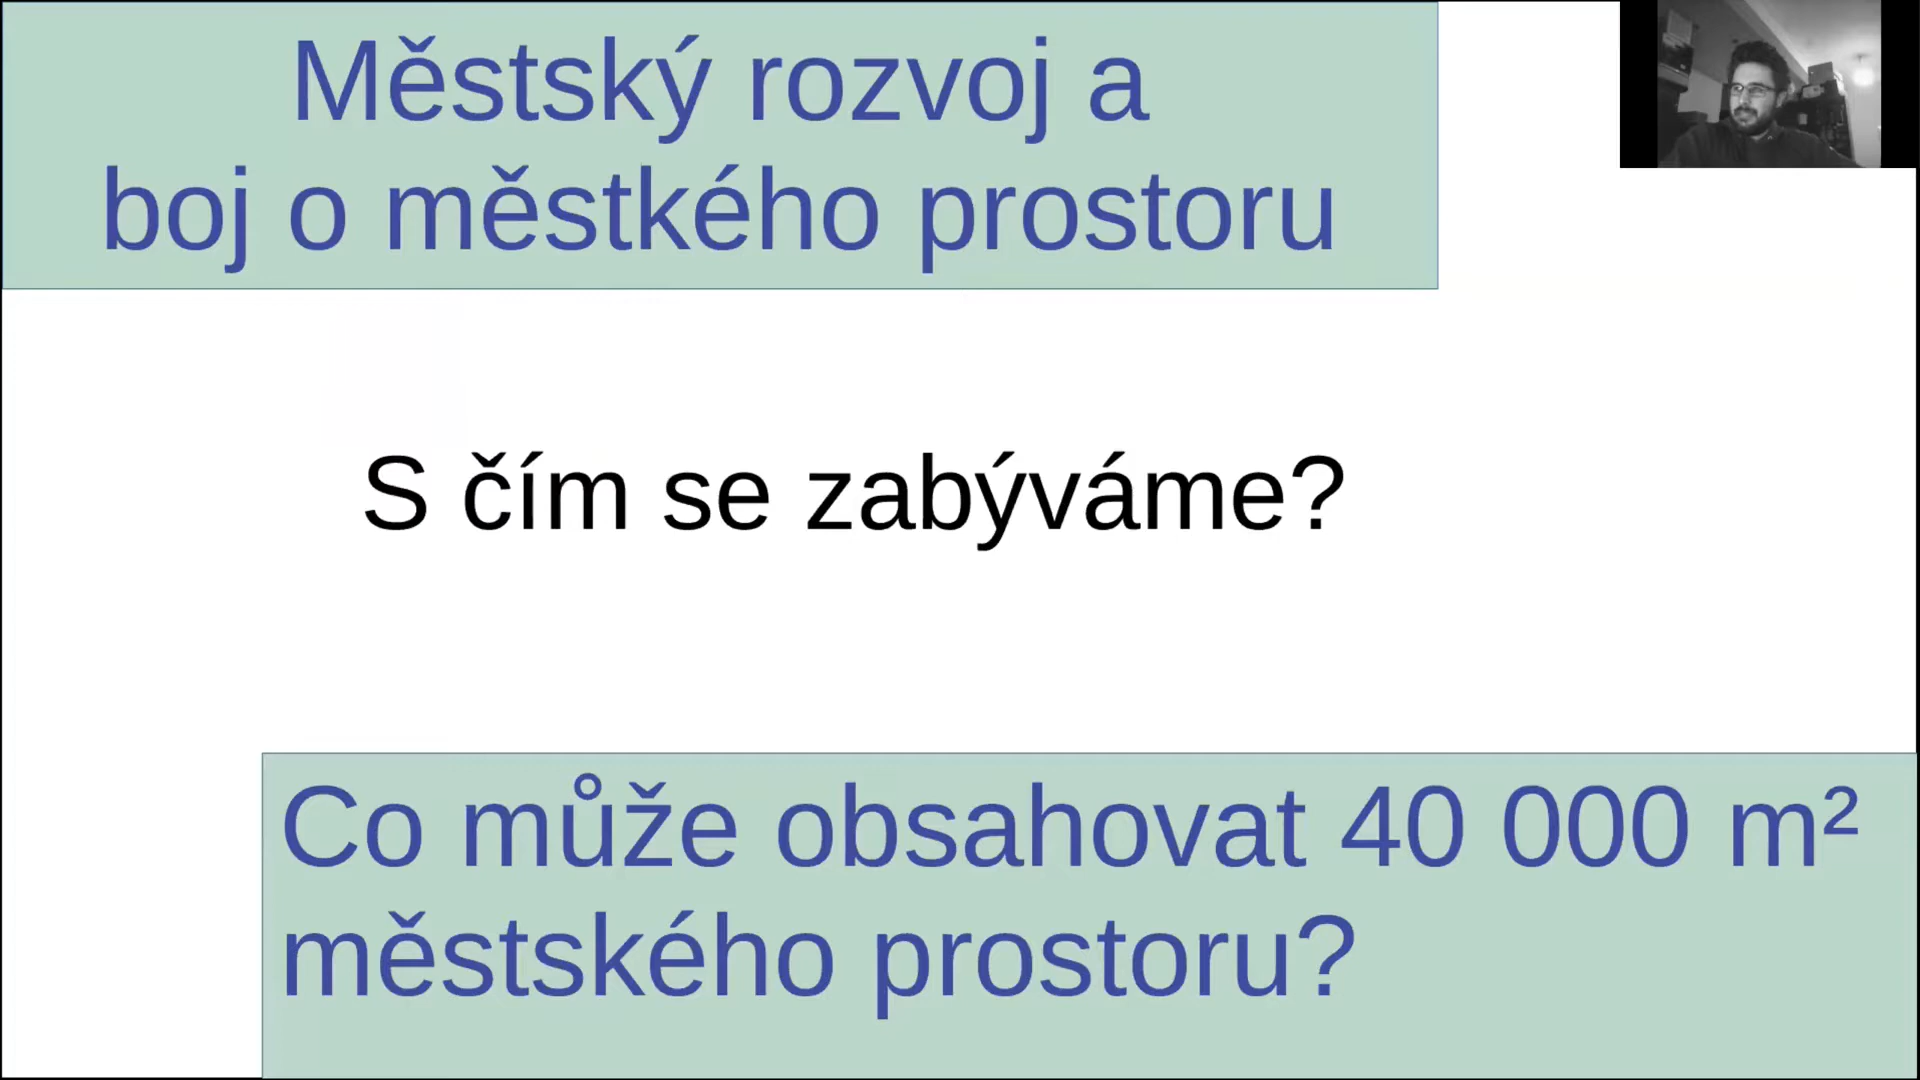 Městský rozvoj a
boj o městkého prostoru
S čím se zabýváme?
Co může obsahovat 40 000 m²
městského prostoru?